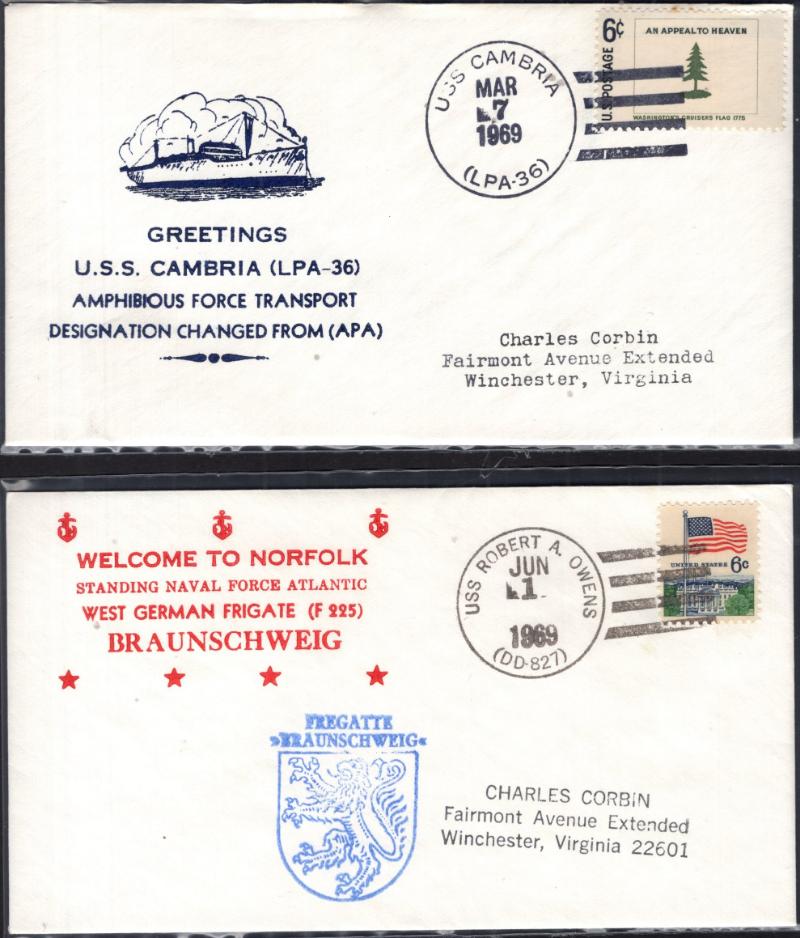 6¢
U.S. POSTAGE
AN APPEAL TO HEAVEN
WASHINGTON'S CRUISERS FLAG 1775
USS CAMBRIA
MAR
7
1969
(LPA-36)
GREETINGS
U.S.S. CAMBRIA (LPA-36)
AMPHIBIOUS FORCE TRANSPORT
DESIGNATION CHANGED FROM (APA)
Charles Corbin
Fairmont Avenue Extended
Winchester, Virginia
WELCOME TO NORFOLK
STANDING NAVAL FORCE ATLANTIC
WEST GERMAN FRIGATE (F 225)
BRAUNSCHWEIG
USS ROBERT A. OWENS
JUN
1
1969
(DD-827)
UNITED STATES 6c
FREGATTE
»BRAUNSCHWEIG«
CHARLES CORBIN
Fairmont Avenue Extended
Winchester, Virginia 22601